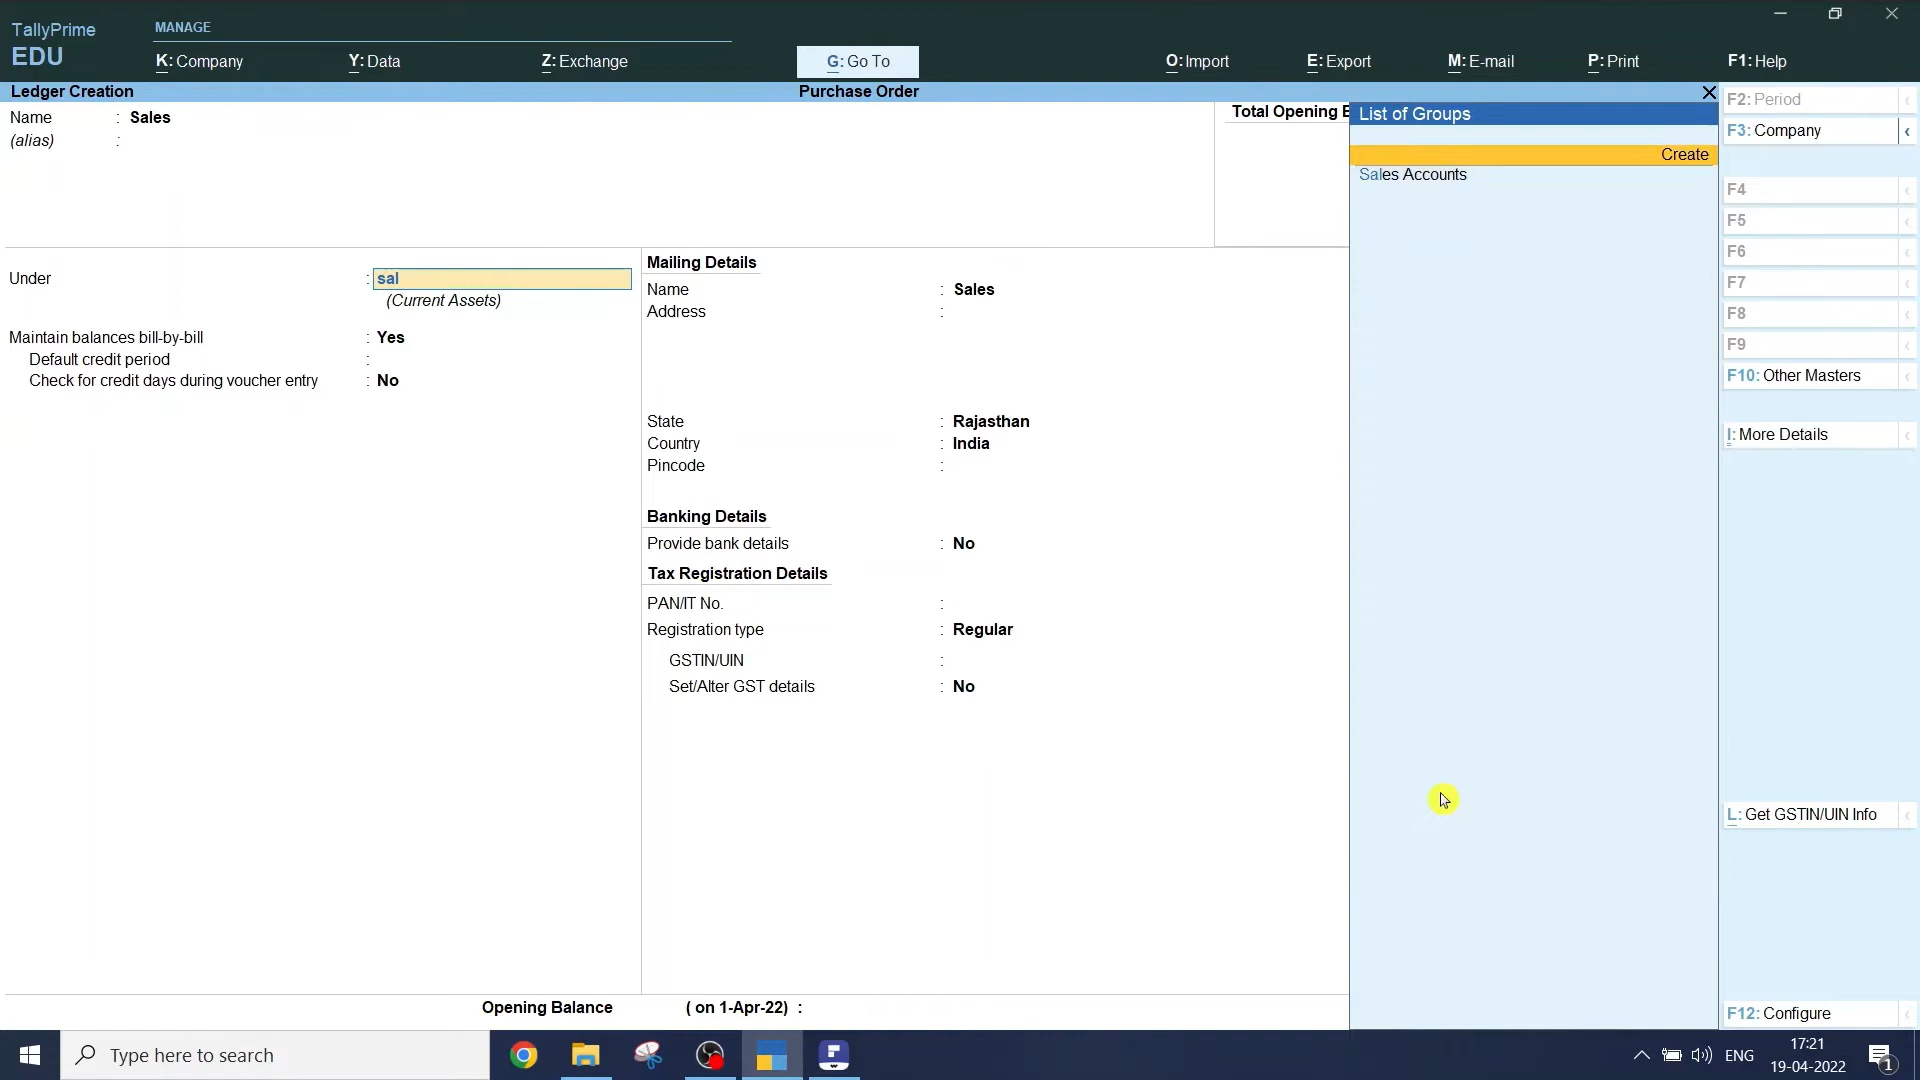 TallyPrime
EDU
MANAGE
K: Company
Y: Data
Z: Exchange
G: Go To
O: Import
E: Export
M: E-mail
P: Print
F1: Help
Ledger Creation
Purchase Order
Name : Sales
(alias) :
Total Opening
List of Groups
Create
Sales Accounts
Under : sal
(Current Assets)
Maintain balances bill-by-bill : Yes
Default credit period :
Check for credit days during voucher entry : No
Mailing Details
Name : Sales
Address :
State : Rajasthan
Country : India
Pincode :
Banking Details
Provide bank details : No
Tax Registration Details
PAN/IT No. :
Registration type : Regular
GSTIN/UIN :
Set/Alter GST details : No
Opening Balance ( on 1-Apr-22) :
F2: Period
F3: Company
F4
F5
F6
F7
F8
F9
F10: Other Masters
I: More Details
L: Get GSTIN/UIN Info
F12: Configure
Type here to search
ENG
17:21
19-04-2022
1